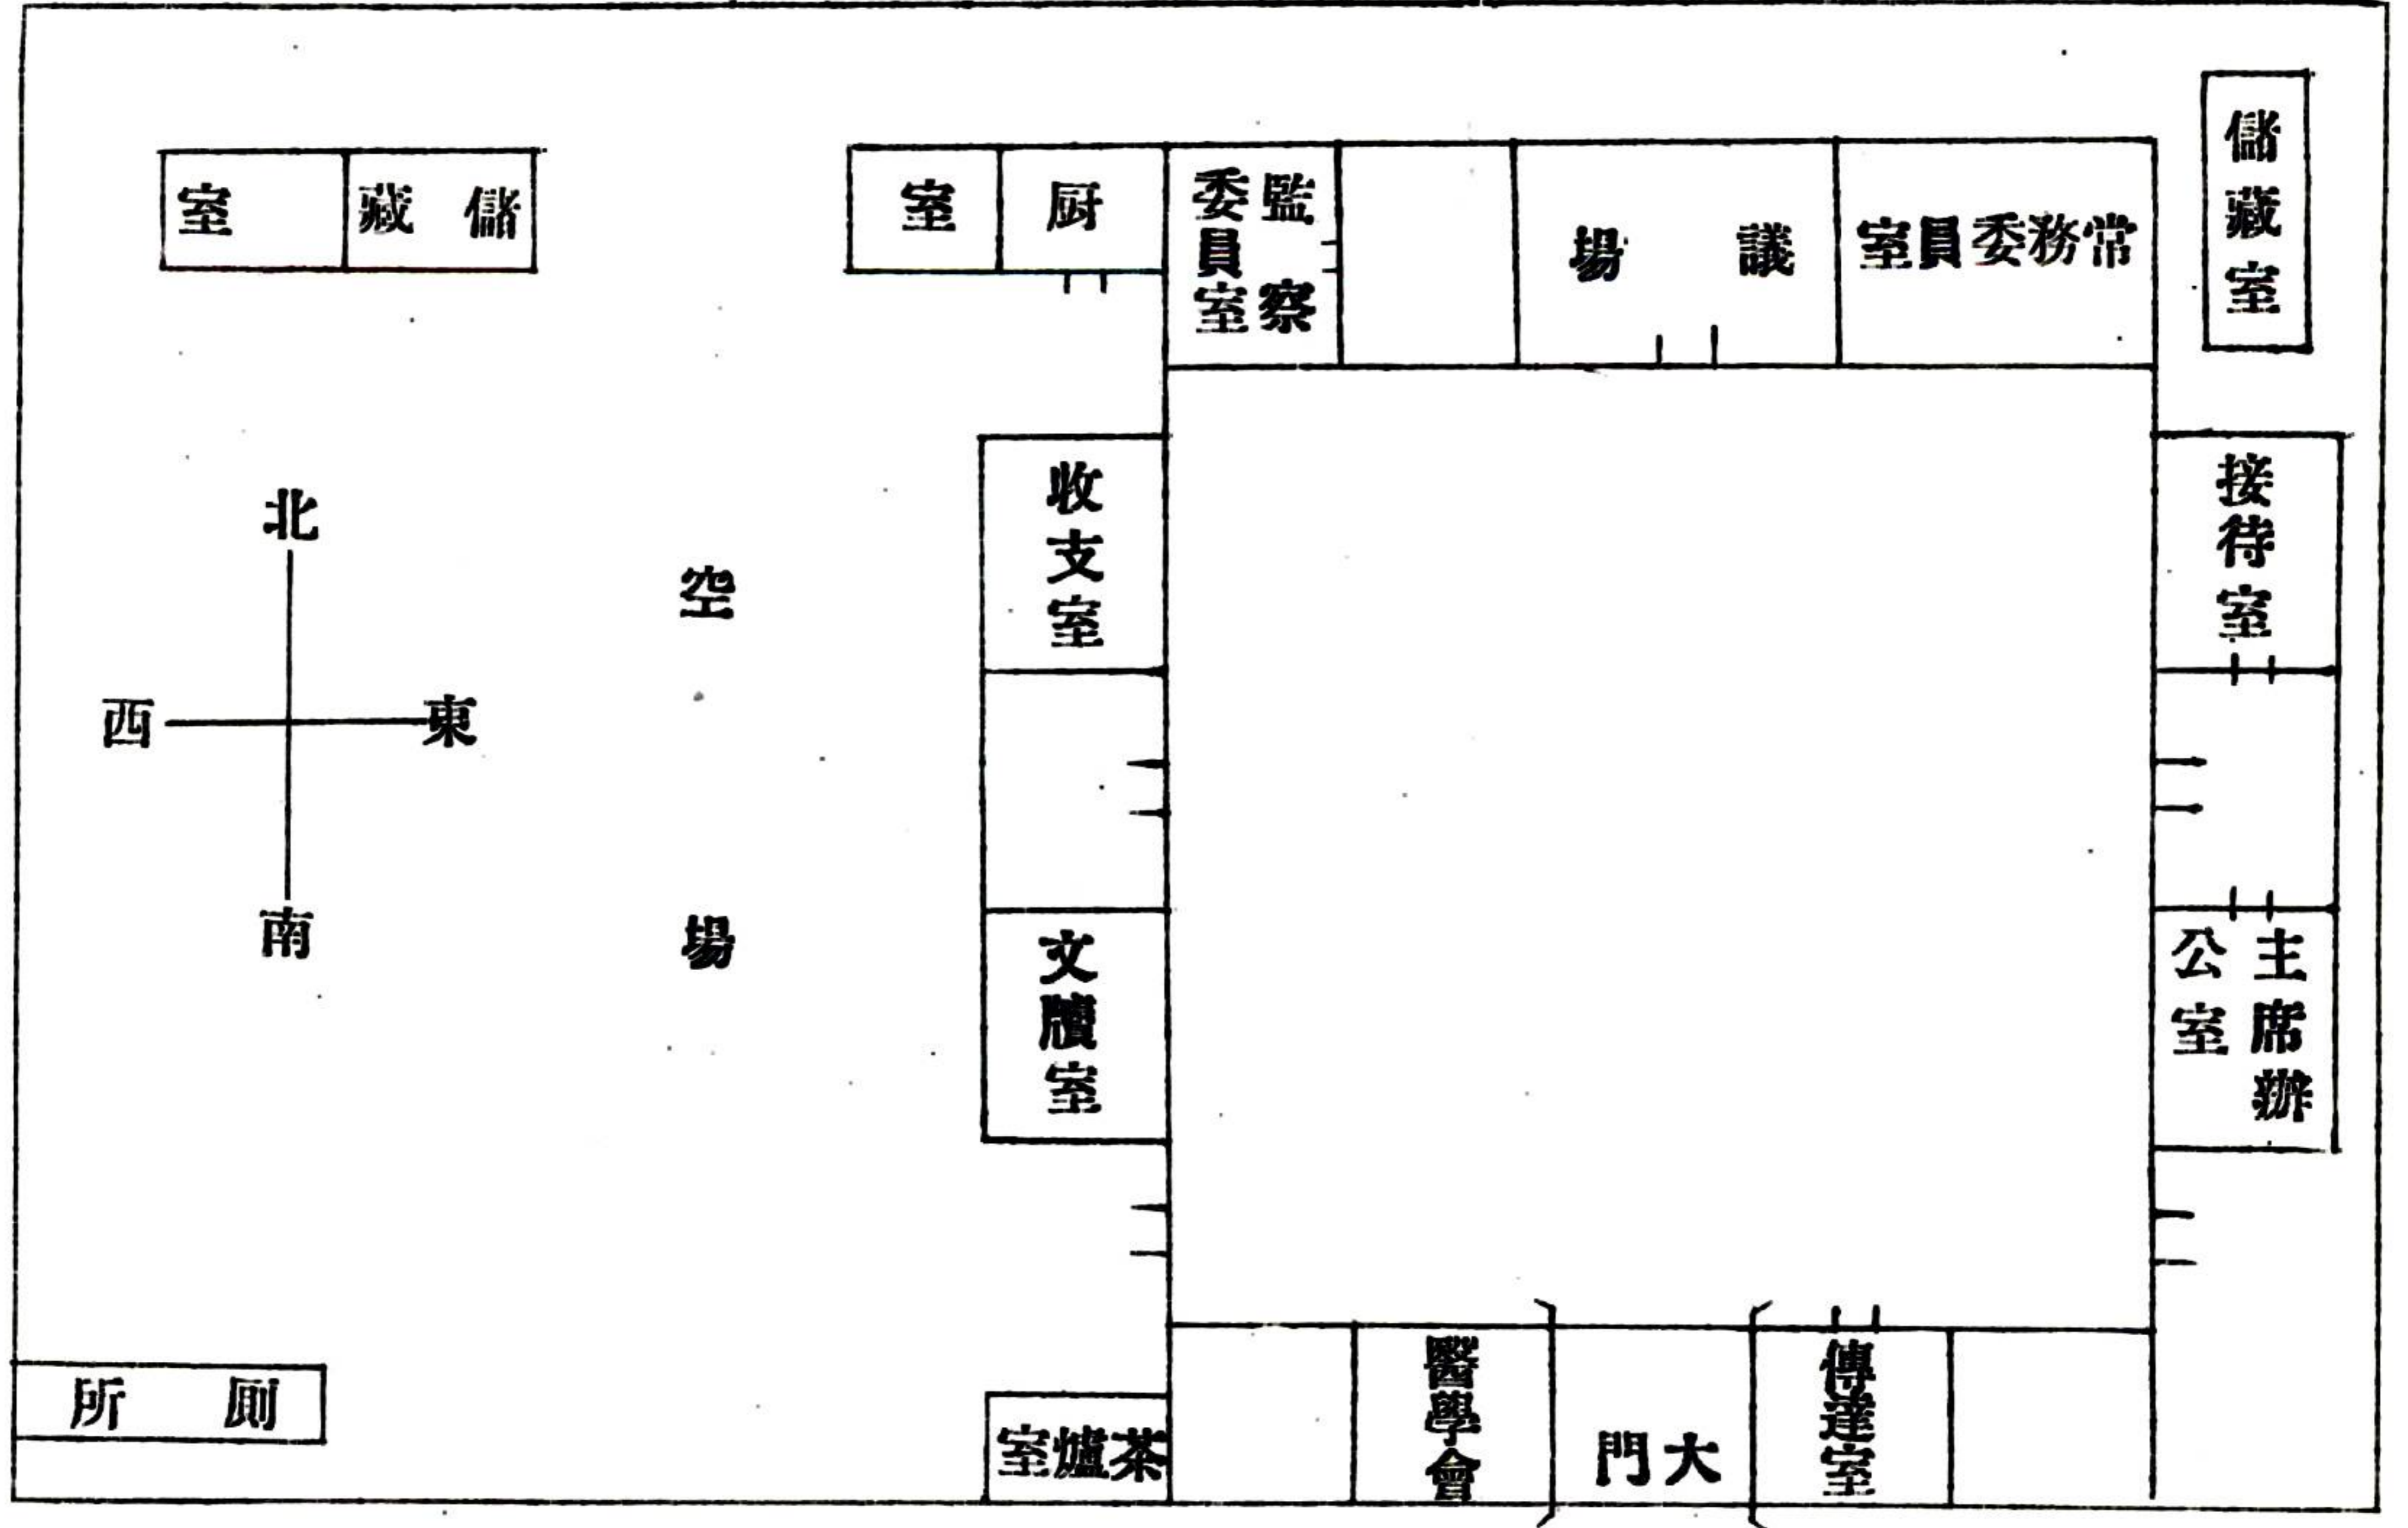 儲藏室
常務委員室
議場
監察
委員室
厨室
儲藏室
接待室
主席辦
公室
收支室
文牘室
空場
北
西
東
南
傳達室
大門
醫學會
茶爐室
厠所